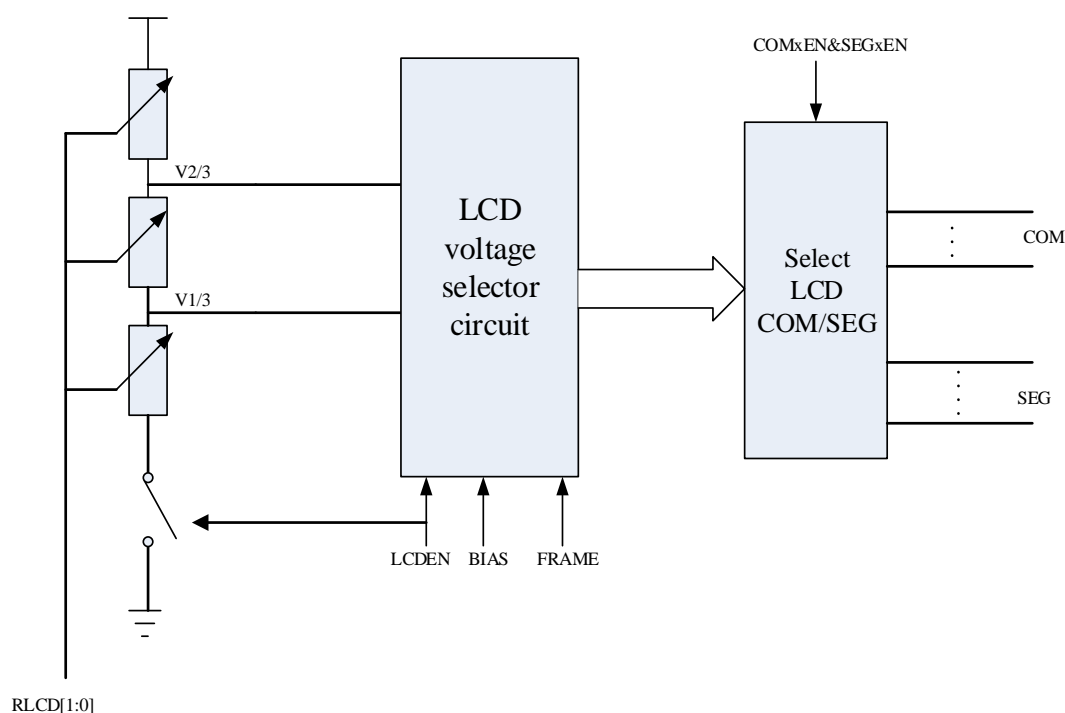 COMxEN&SEGxEN
V2/3
LCD
voltage
selector
circuit
COM
Select
LCD
COM/SEG
V1/3
SEG
LCDEN BIAS FRAME
RLCD[1:0]